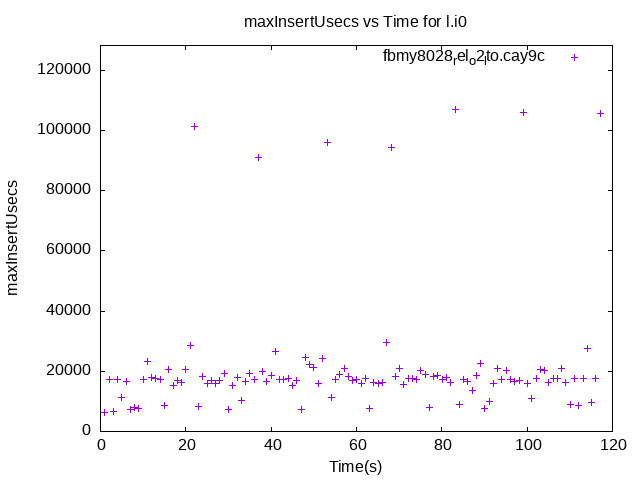 maxInsertUsecs vs Time for l.i0
fbmy8028relo2lto.cay9c
120000
100000
80000
60000
40000
20000
0
maxInsertUsecs
0 20 40 60 80 100 120
Time(s)